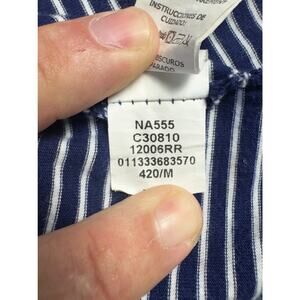 INSTRUCCIONES DE
CUIDADO:
OSCUROS
NA555
C30810
12006RR
011333683570
420/M